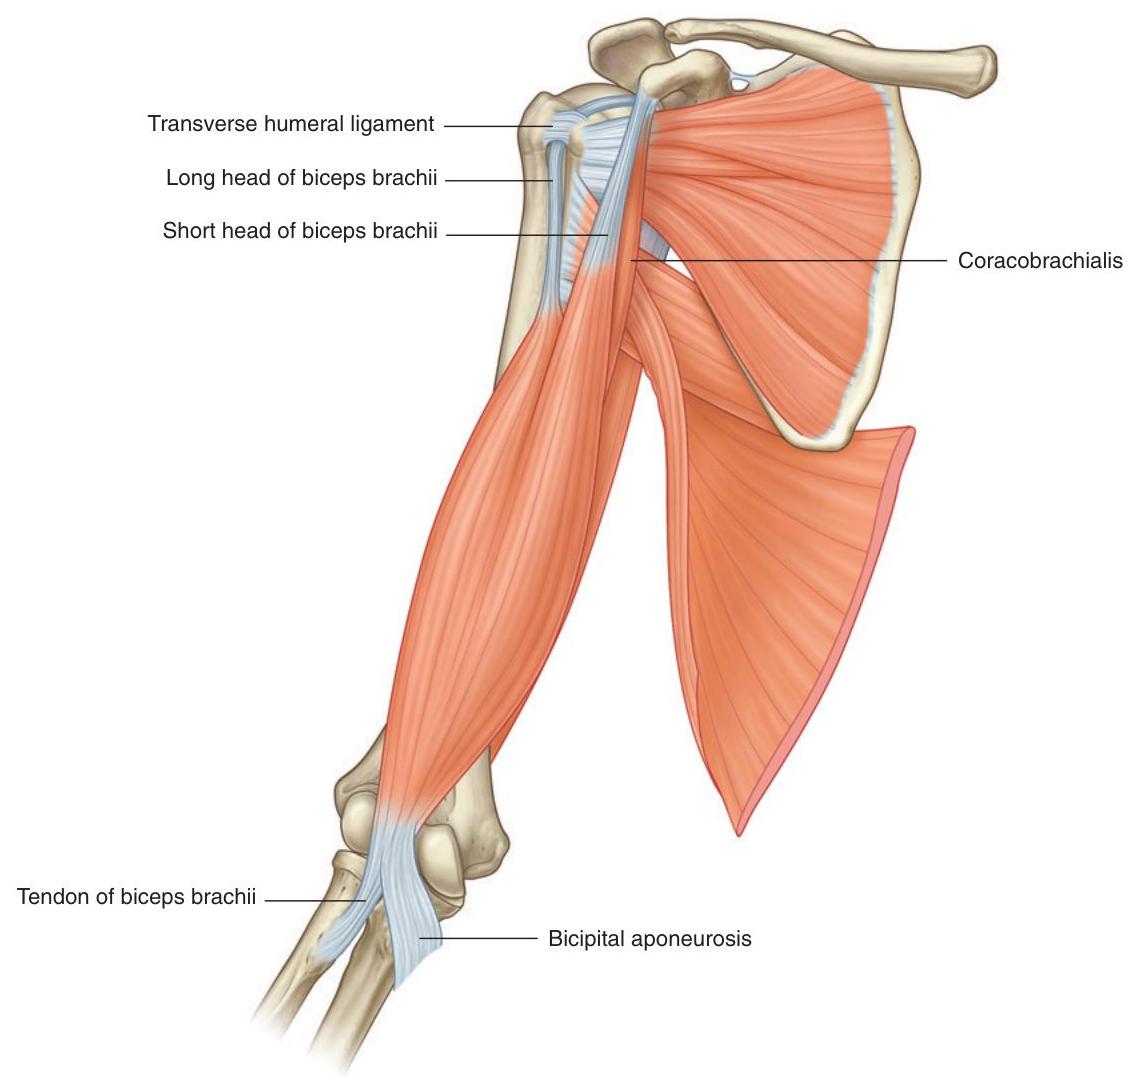 Transverse humeral ligament
Long head of biceps brachii
Short head of biceps brachii
Coracobrachialis
Tendon of biceps brachii
Bicipital aponeurosis